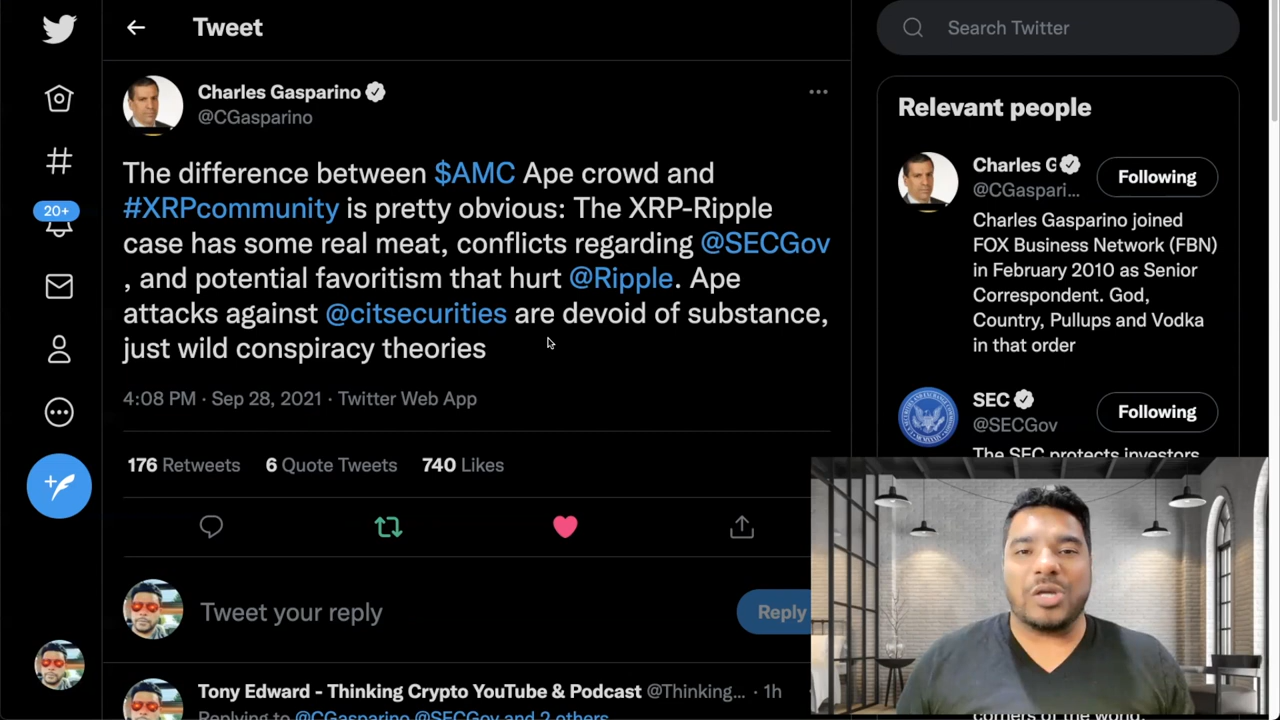 Tweet
Search Twitter
Charles Gasparino
@CGasparino
The difference between $AMC Ape crowd and
#XRPcommunity is pretty obvious: The XRP-Ripple
case has some real meat, conflicts regarding @SECGov
, and potential favoritism that hurt @Ripple. Ape
attacks against @citsecurities are devoid of substance,
just wild conspiracy theories
4:08 PM · Sep 28, 2021 · Twitter Web App
176 Retweets 6 Quote Tweets 740 Likes
Tweet your reply
Reply
Tony Edward - Thinking Crypto YouTube & Podcast @Thinking... · 1h
Replying to @CGasparino @SECGov and 2 others
20+
Relevant people
Charles G
@CGaspari...
Following
Charles Gasparino joined
FOX Business Network (FBN)
in February 2010 as Senior
Correspondent. God,
Country, Pullups and Vodka
in that order
SEC
@SECGov
Following
The SEC protects investors
corners of the world.